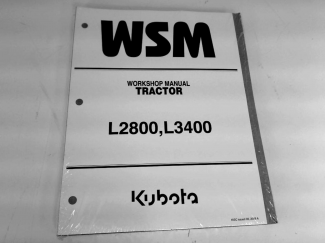 WSM
WORKSHOP MANUAL
TRACTOR
L2800,L3400
Kubota